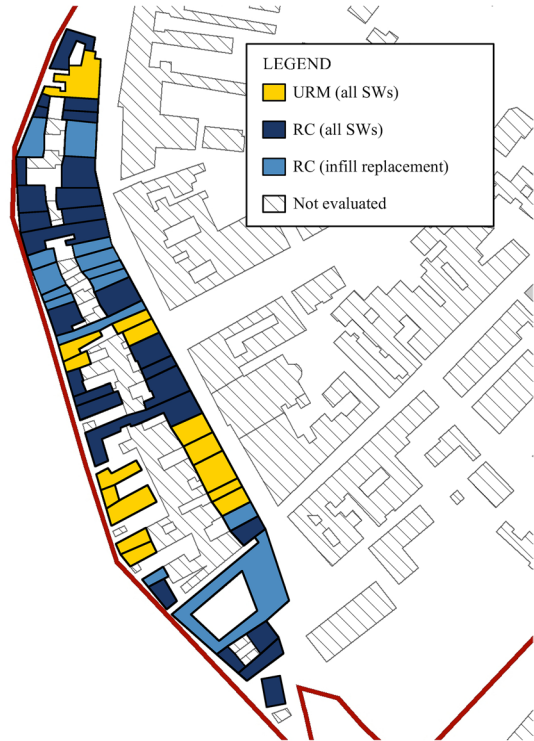 LEGEND
URM (all SWs)
RC (all SWs)
RC (infill replacement)
Not evaluated